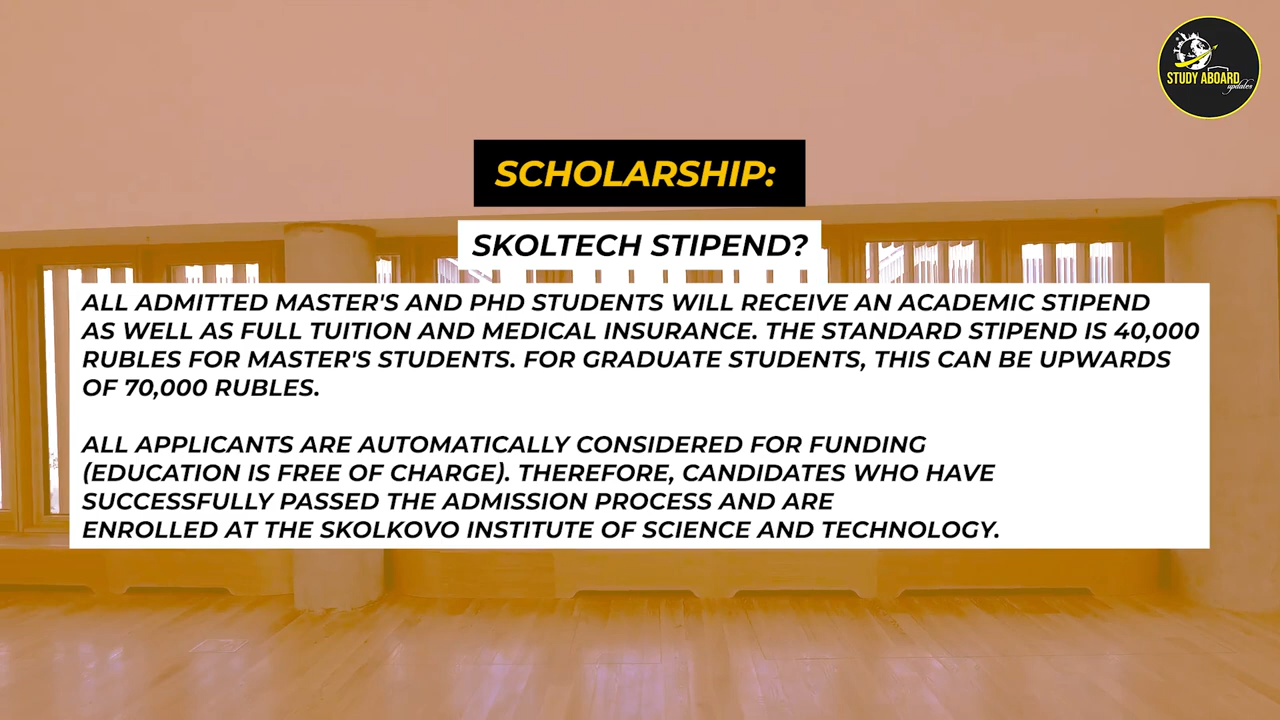 STUDY ABOARD
updates
SCHOLARSHIP:
SKOLTECH STIPEND?
ALL ADMITTED MASTER'S AND PHD STUDENTS WILL RECEIVE AN ACADEMIC STIPEND
AS WELL AS FULL TUITION AND MEDICAL INSURANCE. THE STANDARD STIPEND IS 40,000
RUBLES FOR MASTER'S STUDENTS. FOR GRADUATE STUDENTS, THIS CAN BE UPWARDS
OF 70,000 RUBLES.
ALL APPLICANTS ARE AUTOMATICALLY CONSIDERED FOR FUNDING
(EDUCATION IS FREE OF CHARGE). THEREFORE, CANDIDATES WHO HAVE
SUCCESSFULLY PASSED THE ADMISSION PROCESS AND ARE
ENROLLED AT THE SKOLKOVO INSTITUTE OF SCIENCE AND TECHNOLOGY.